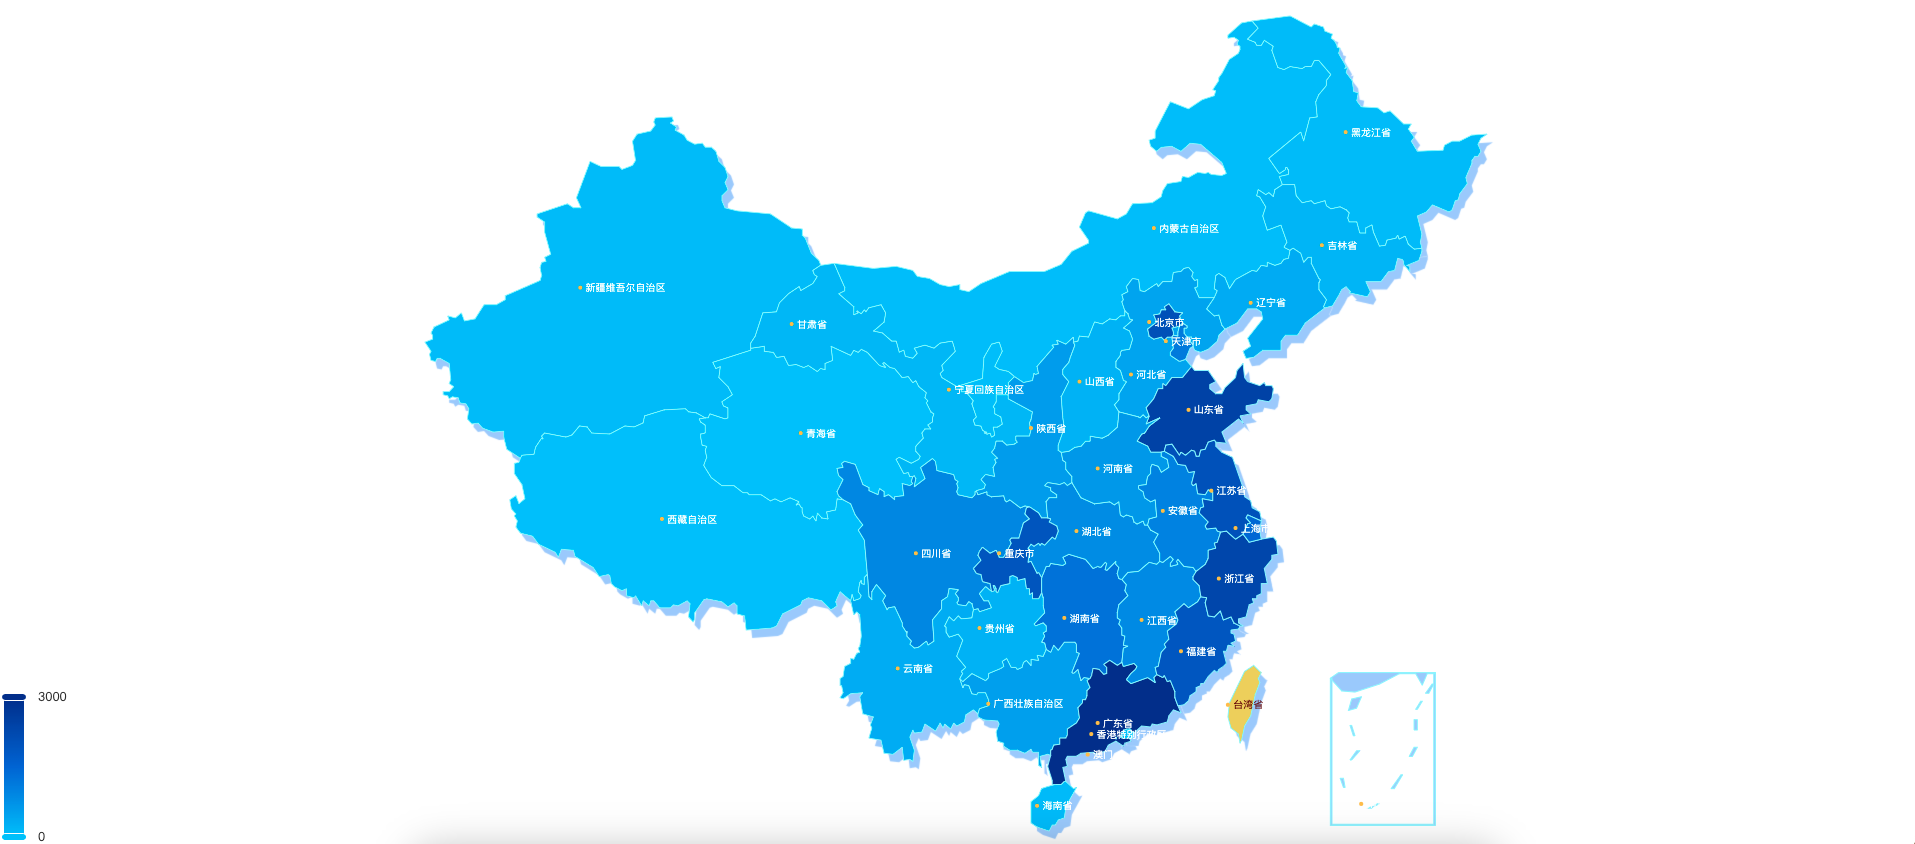 黑龙江省
内蒙古自治区
吉林省
新疆维吾尔自治区
辽宁省
甘肃省
北京市
天津市
河北省
山西省
宁夏回族自治区
山东省
陕西省
青海省
河南省
江苏省
安徽省
西藏自治区
上海市
湖北省
四川省
重庆市
浙江省
湖南省
江西省
贵州省
福建省
云南省
广西壮族自治区
台湾省
广东省
香港特别行政区
澳门
海南省
3000
0